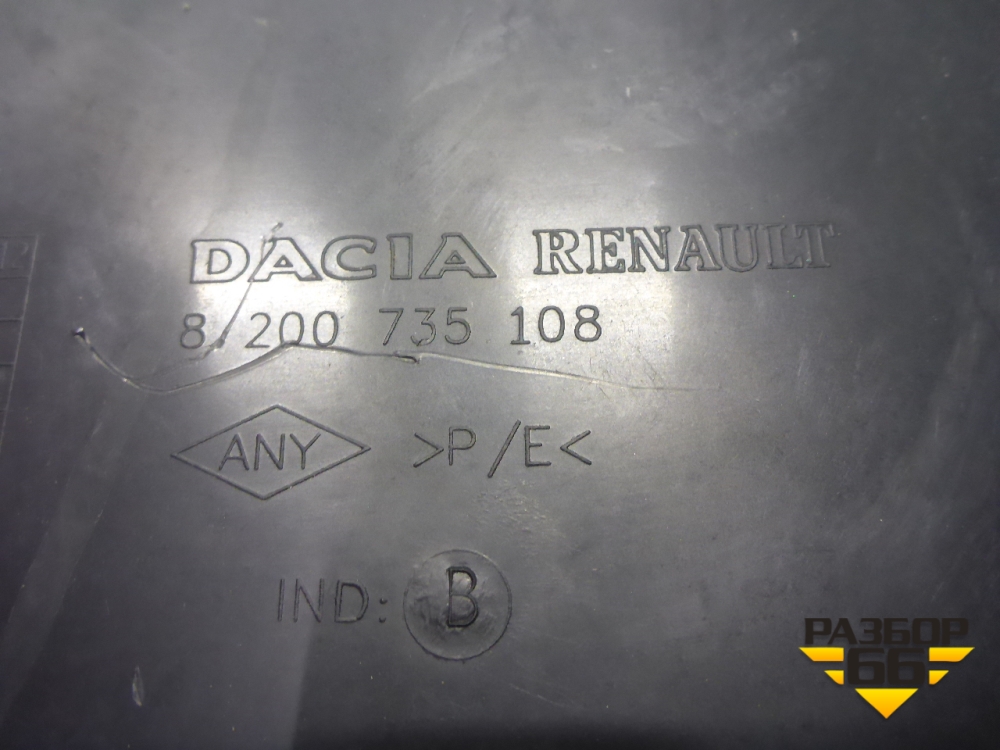 DACIA RENAULT
8 200 735 108
ANY >P/E<
IND: B
РАЗБОР
66